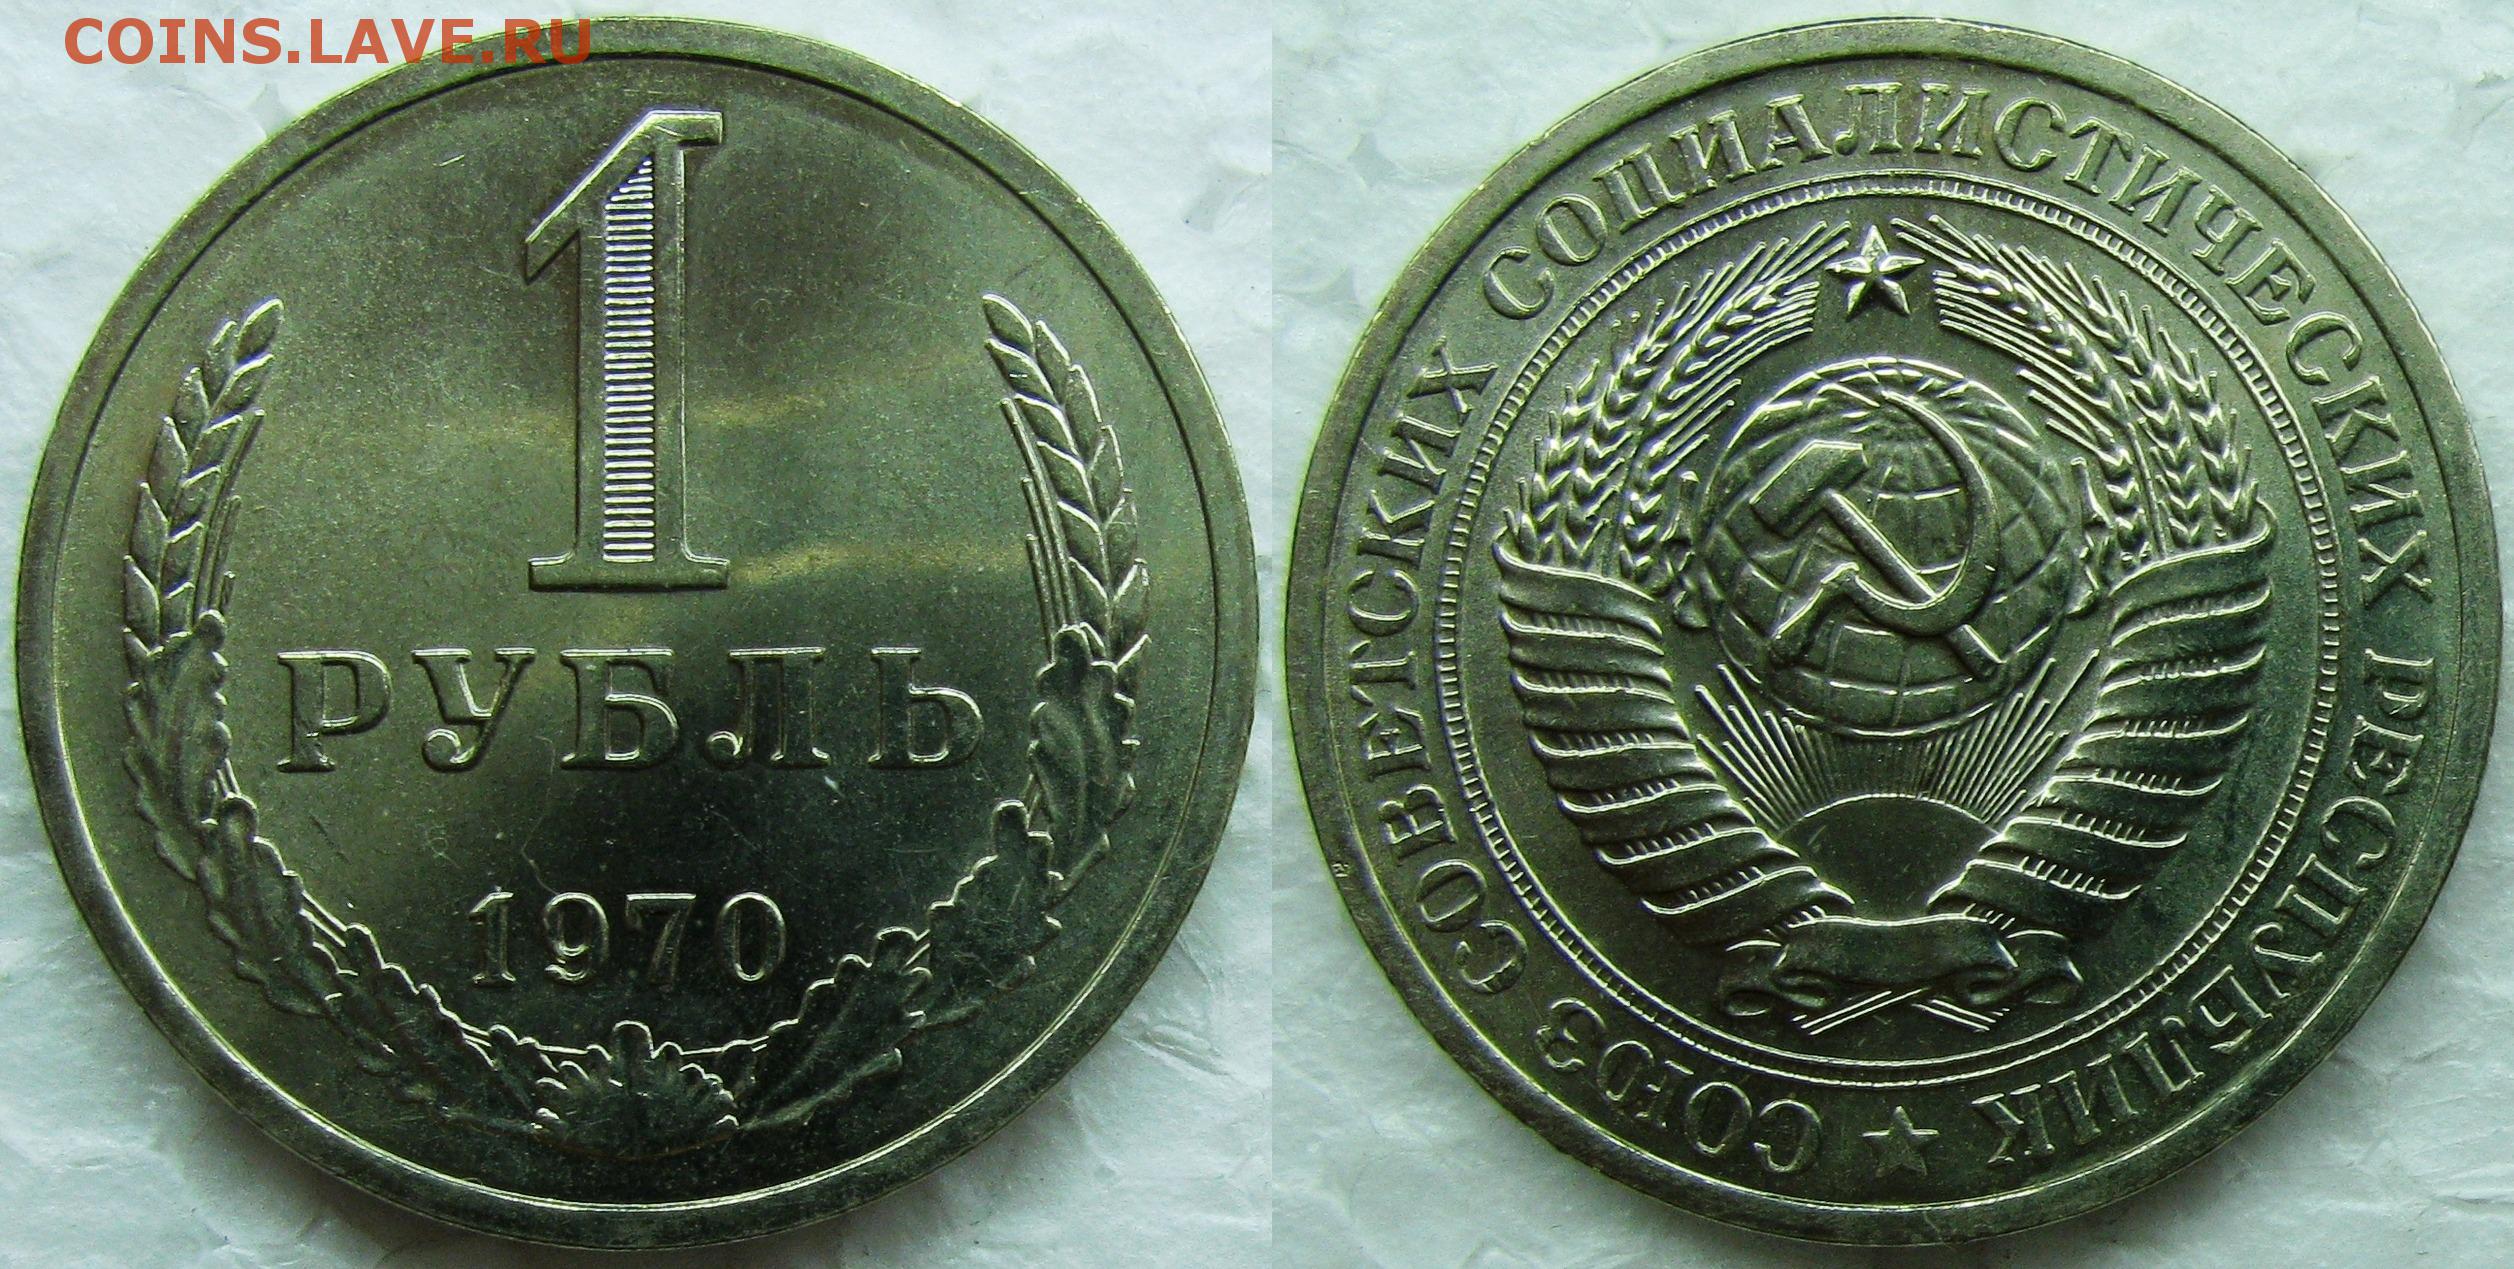 COINS.LAVE.RU
1
РУБЛЬ
1970
СОЮЗ СОВЕТСКИХ СОЦИАЛИСТИЧЕСКИХ РЕСПУБЛИК